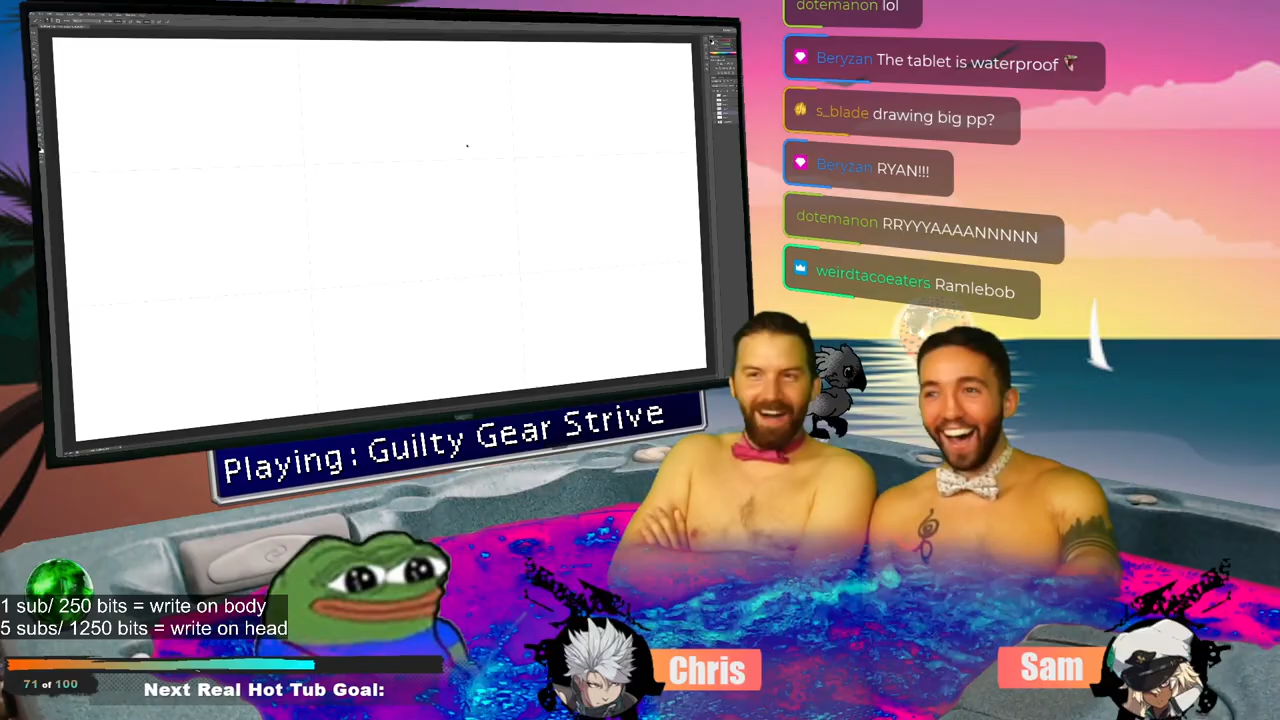 dotemanon lol
Beryzan The tablet is waterproof
s_blade drawing big pp?
Beryzan RYAN!!!
dotemanon RRYYYAAAANNNNN
weirdtacoeaters Ramlebob
Playing: Guilty Gear Strive
1 sub/ 250 bits = write on body
5 subs/ 1250 bits = write on head
71 of 100
Next Real Hot Tub Goal:
Chris
Sam